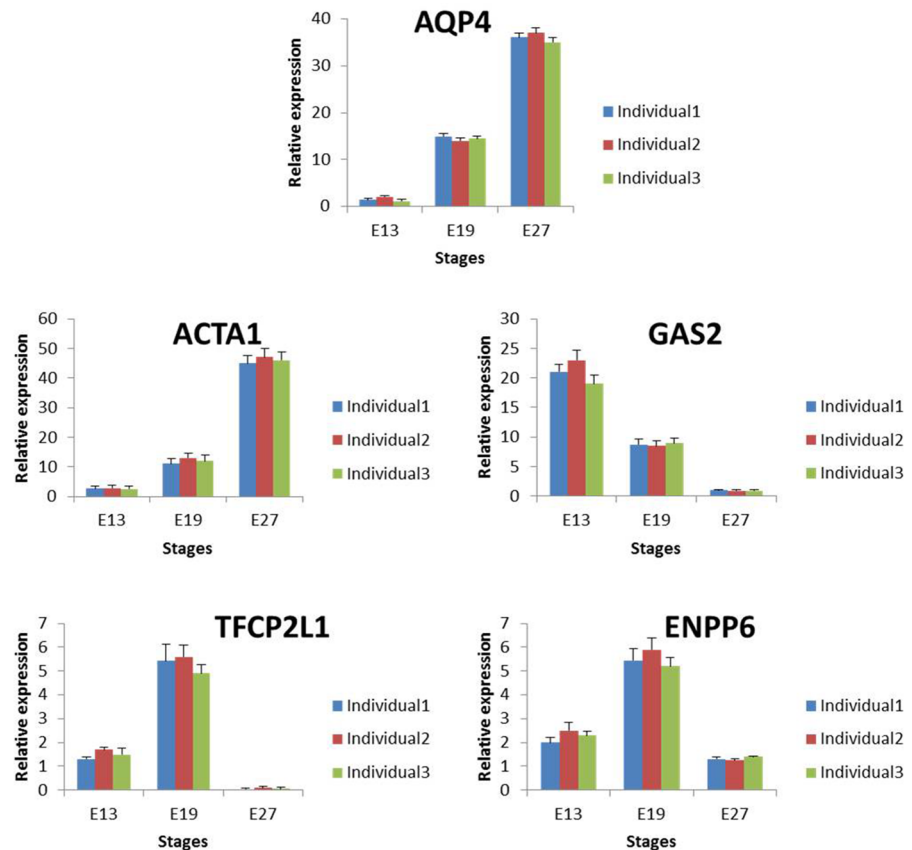 AQP4
Relative expression
40
30
20
10
0
E13 E19 E27
Stages
Individual1
Individual2
Individual3
ACTA1
Relative expression
60
50
40
30
20
10
0
E13 E19 E27
Stages
Individual1
Individual2
Individual3
GAS2
Relative expession
30
25
20
15
10
5
0
E13 E19 E27
Stages
Individual1
Individual2
Individual3
TFCP2L1
Relative expression
7
6
5
4
3
2
1
0
E13 E19 E27
Stages
Individual1
Individual2
Individual3
ENPP6
Relative expression
7
6
5
4
3
2
1
0
E13 E19 E27
Stages
Individual1
Individual2
Individual3